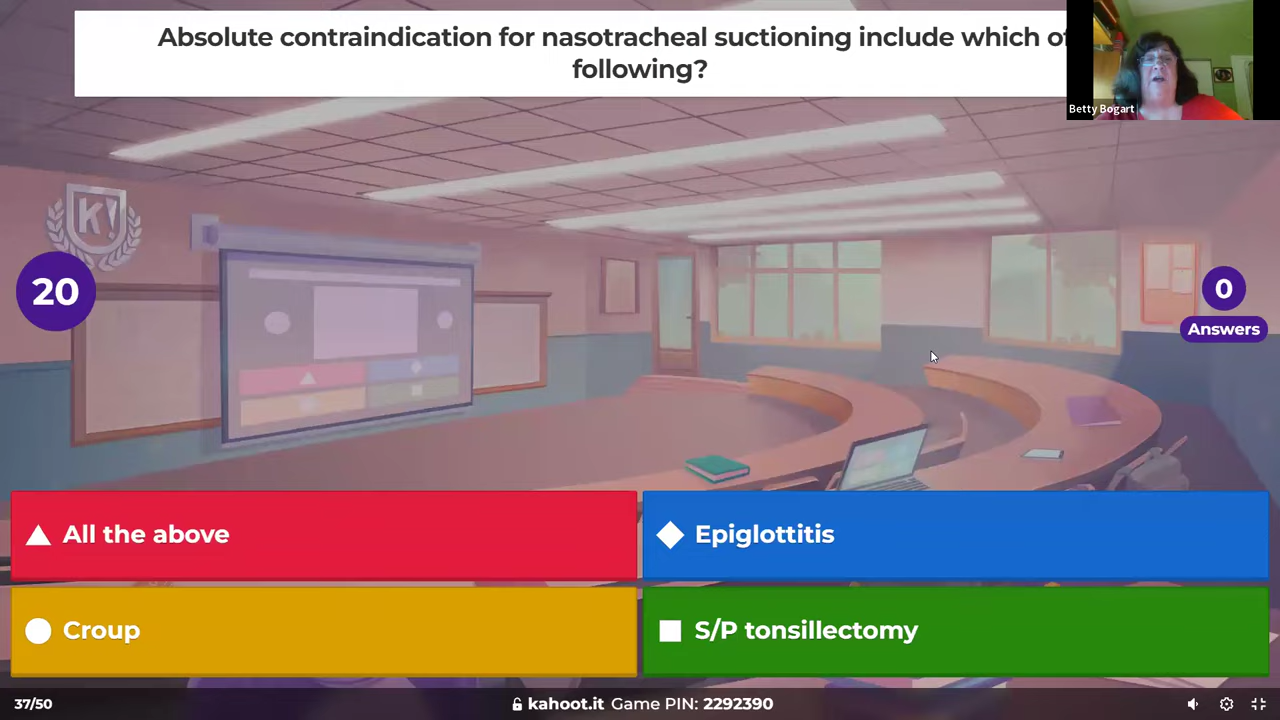 Absolute contraindication for nasotracheal suctioning include which of
following?
Betty Bogart
K!
20
0
Answers
All the above
Epiglottitis
Croup
S/P tonsillectomy
37/50
kahoot.it Game PIN: 2292390